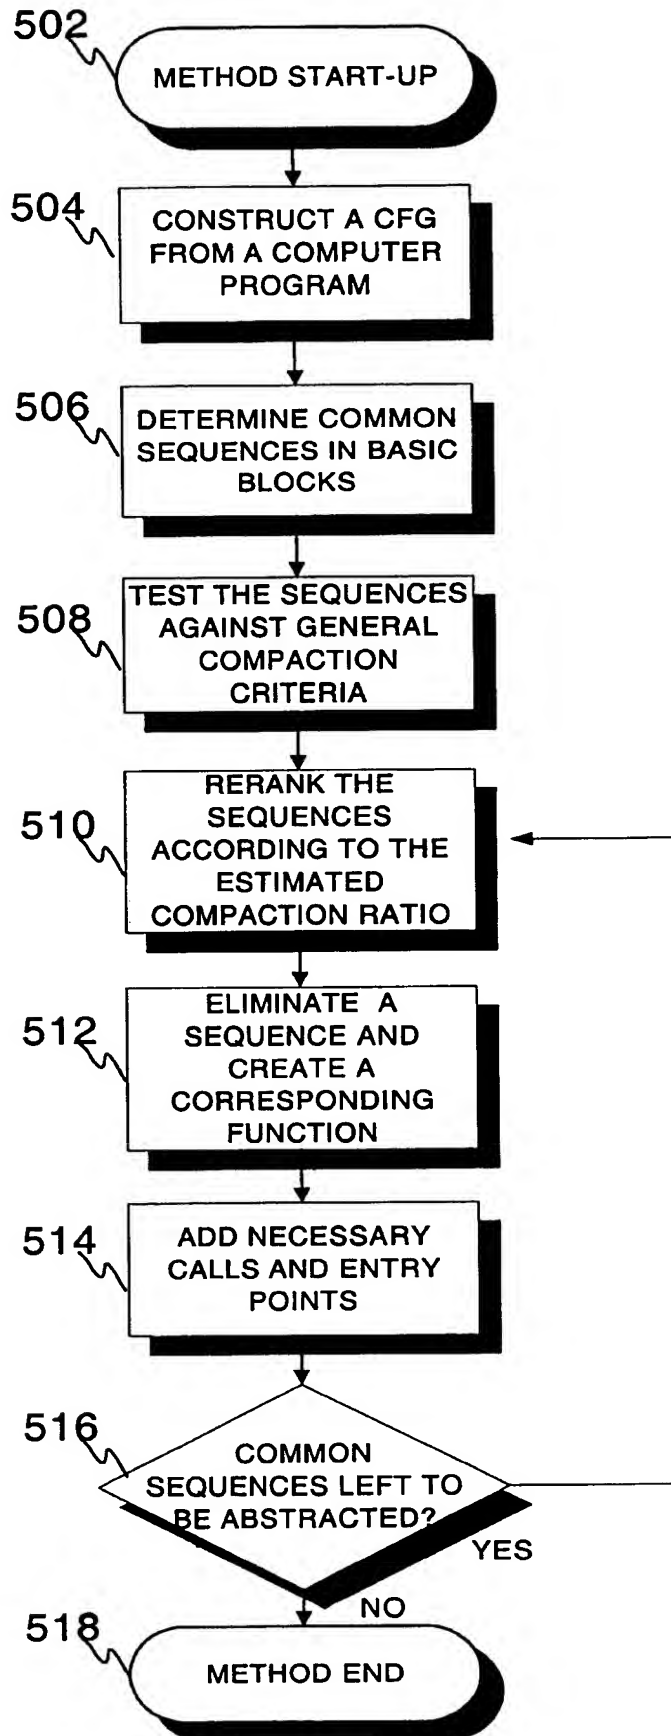 502
METHOD START-UP
504
CONSTRUCT A CFG
FROM A COMPUTER
PROGRAM
506
DETERMINE COMMON
SEQUENCES IN BASIC
BLOCKS
508
TEST THE SEQUENCES
AGAINST GENERAL
COMPACTION
CRITERIA
510
RERANK THE
SEQUENCES
ACCORDING TO THE
ESTIMATED
COMPACTION RATIO
512
ELIMINATE A
SEQUENCE AND
CREATE A
CORRESPONDING
FUNCTION
514
ADD NECESSARY
CALLS AND ENTRY
POINTS
516
COMMON
SEQUENCES LEFT TO
BE ABSTRACTED?
YES
NO
518
METHOD END